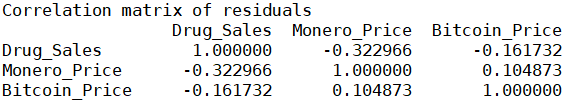 Correlation matrix of residuals
Drug_Sales Monero_Price Bitcoin_Price
Drug_Sales 1.000000 -0.322966 -0.161732
Monero_Price -0.322966 1.000000 0.104873
Bitcoin_Price -0.161732 0.104873 1.000000